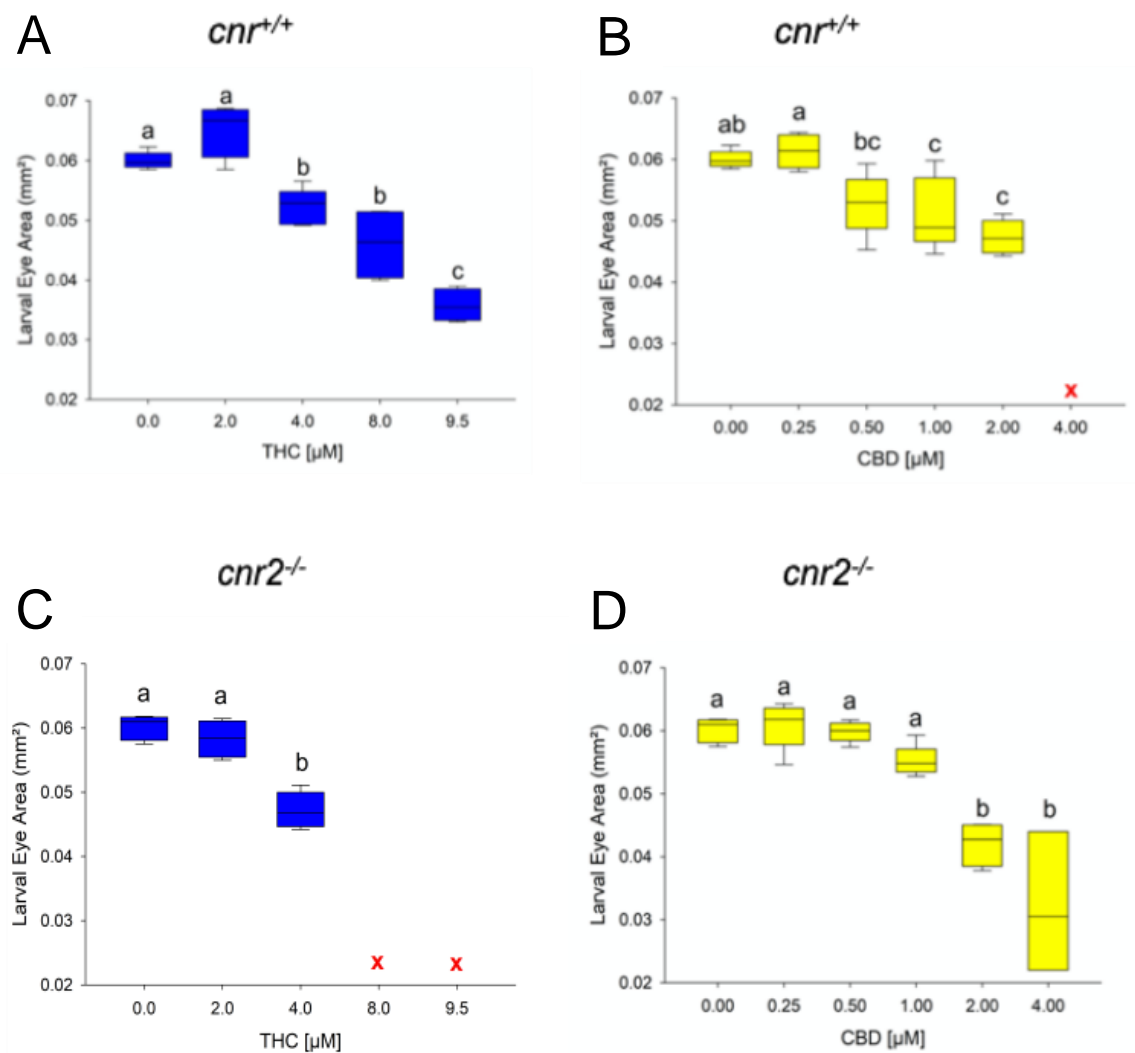 A
cnr+/+
a
a
b
b
c
0.07
0.06
0.05
0.04
0.03
0.02
Larval Eye Area (mm²)
0.0 2.0 4.0 8.0 9.5
THC [µM]
B
cnr+/+
ab
a
bc
c
c
0.07
0.06
0.05
0.04
0.03
0.02
Larval Eye Area (mm²)
x
0.00 0.25 0.50 1.00 2.00 4.00
CBD [µM]
C
cnr2-/-
a
a
b
0.07
0.06
0.05
0.04
0.03
0.02
Larval Eye Area (mm²)
x x
0.0 2.0 4.0 8.0 9.5
THC [µM]
D
cnr2-/-
a
a
a
a
b
b
0.07
0.06
0.05
0.04
0.03
0.02
Larval Eye Area (mm²)
0.00 0.25 0.50 1.00 2.00 4.00
CBD [µM]